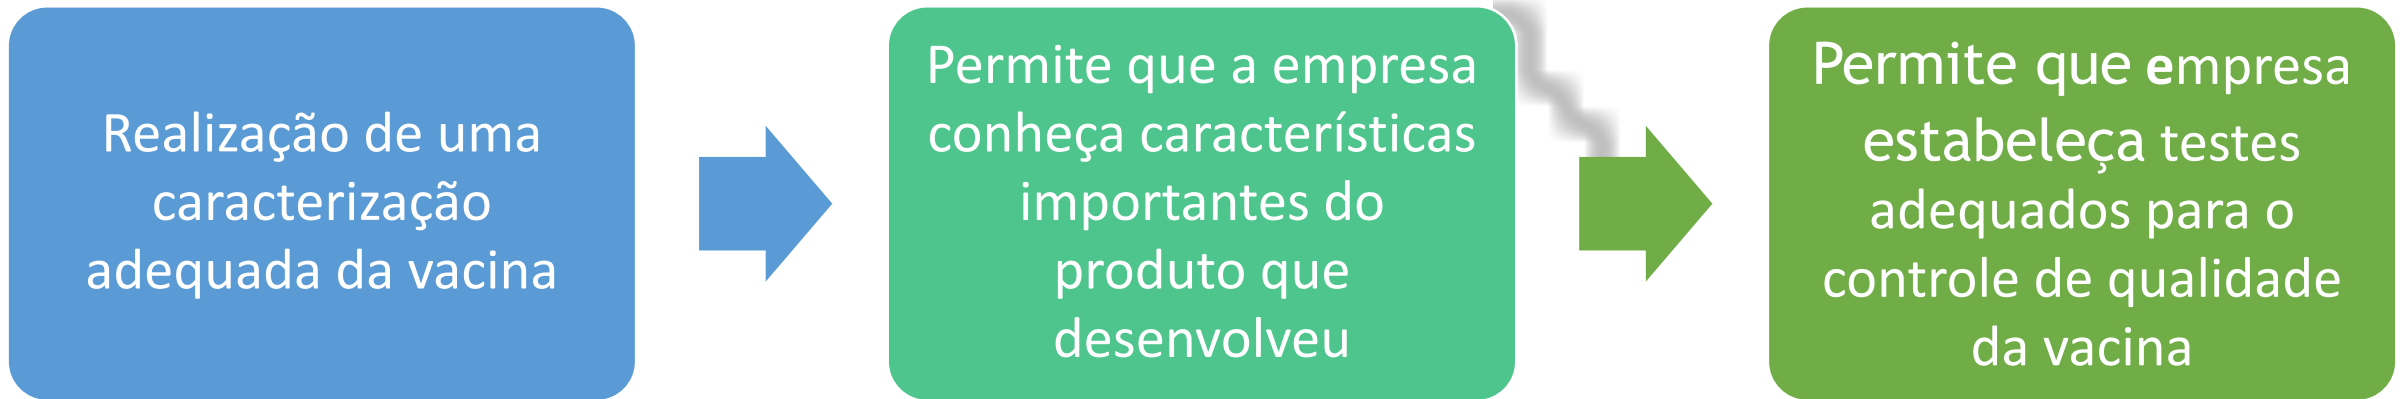 Realização de uma
caracterização
adequada da vacina
Permite que a empresa
conheça características
importantes do
produto que
desenvolveu
Permite que empresa
estabeleça testes
adequados para o
controle de qualidade
da vacina